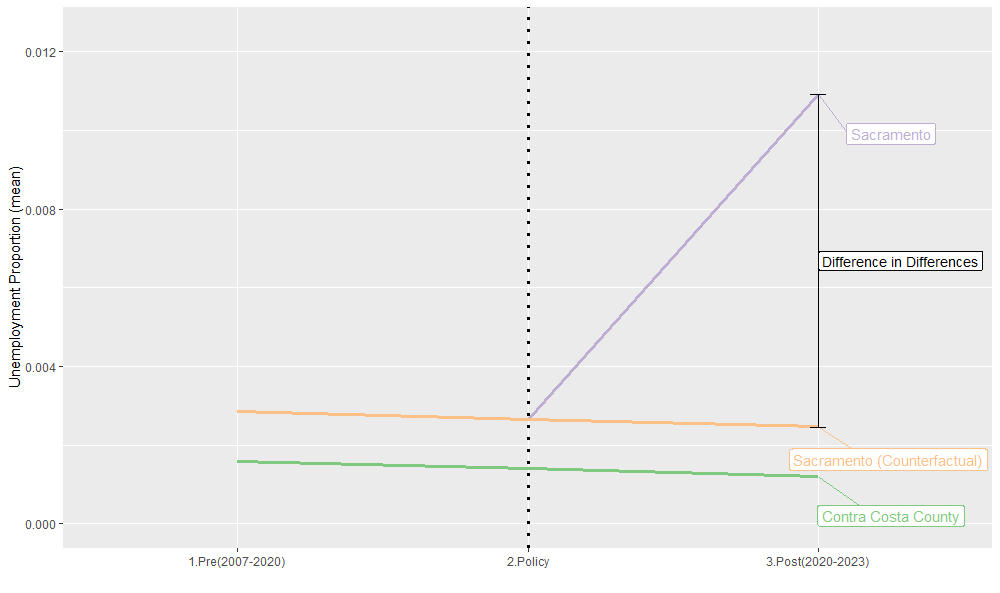 0.012
0.008
0.004
0.000
Unemployment Proportion (mean)
Sacramento
Difference in Differences
Sacramento (Counterfactual)
Contra Costa County
1.Pre(2007-2020)
2.Policy
3.Post(2020-2023)